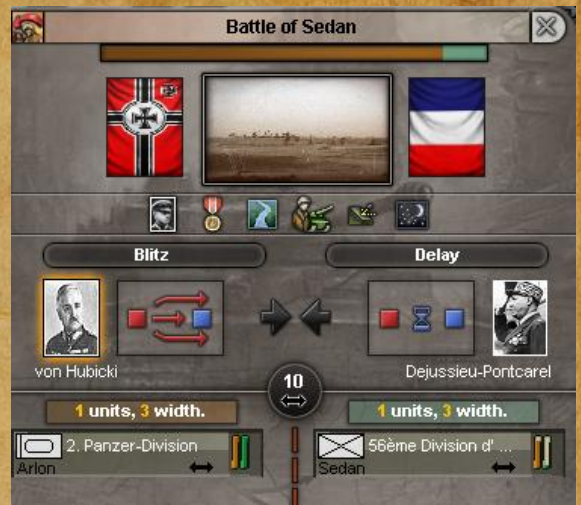 Battle of Sedan
Blitz
Delay
von Hubicki
Dejussieu-Pontcarel
10
1 units, 3 width.
1 units, 3 width.
2. Panzer-Division
Arlon
56ème Division d' ...
Sedan